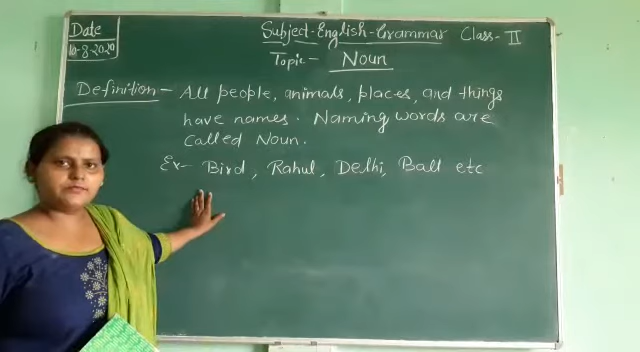 Date
10-8-2020
Subject-English-Grammar Class-II
Topic- Noun
Definition - All people, animals, places, and things
have names. Naming words are
called Noun.
Ex- Bird, Rahul, Delhi, Ball etc